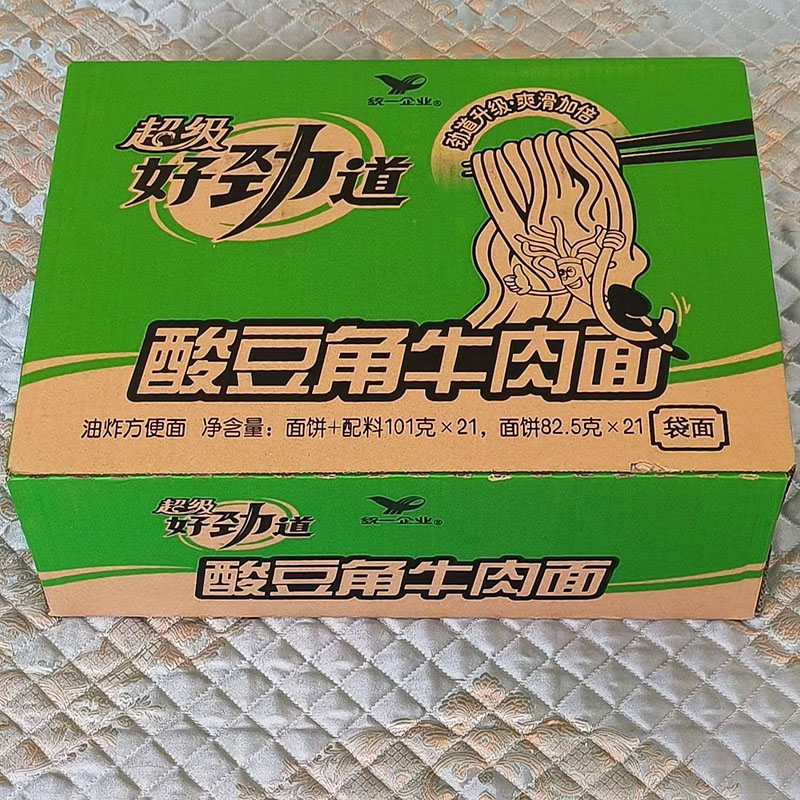 统一企业®
劲道升级·爽滑加倍
超级
好劲道
酸豆角牛肉面
油炸方便面 净含量：面饼+配料101克×21，面饼82.5克×21 袋面
超级
好劲道
统一企业®
酸豆角牛肉面